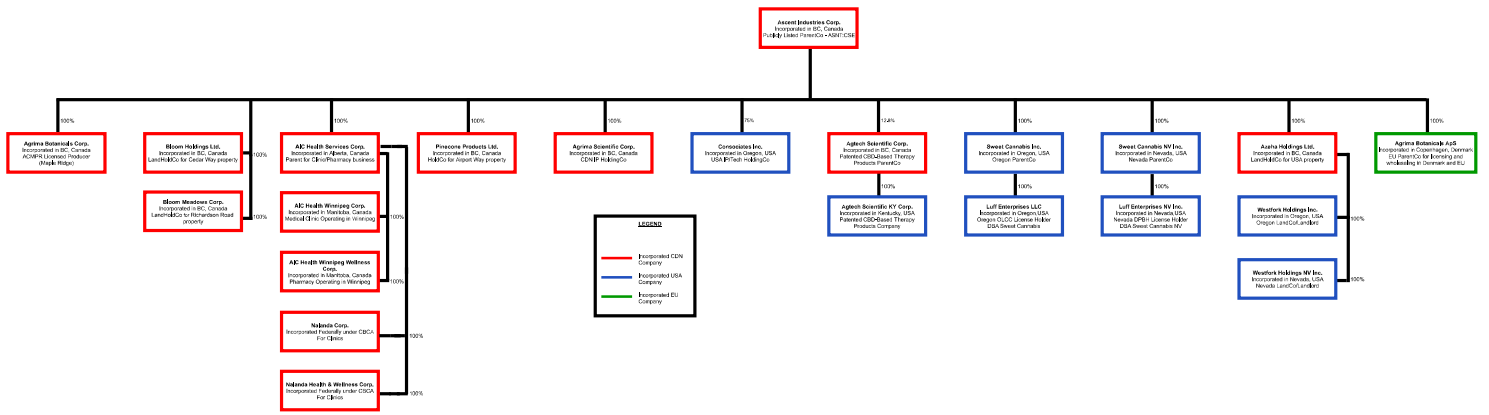 Ascent Industries Corp.
Incorporated in BC, Canada
Publicly Listed ParentCo - ASNT:CSE
100%
Agrima Botanicals Corp.
Incorporated in BC, Canada
ACMPR Licensed Producer
(Maple Ridge)
Bloom Holdings Ltd.
Incorporated in BC, Canada
LandHoldCo for Cedar Way property
100%
Bloom Meadows Corp.
Incorporated in BC, Canada
LandHoldCo for Richardson Road
property
100%
100%
AJC Health Services Corp.
Incorporated in Alberta, Canada
Parent for Clinic/Pharmacy business
AJC Health Winnipeg Corp.
Incorporated in Manitoba, Canada
Medical Clinic Operating in Winnipeg
100%
AJC Health Winnipeg Wellness
Corp.
Incorporated in Manitoba, Canada
Pharmacy Operating in Winnipeg
100%
Nalanda Corp.
Incorporated Federally under CBCA
For Clinics
100%
Nalanda Health & Wellness Corp.
Incorporated Federally under CBCA
For Clinics
100%
100%
Pinecone Products Ltd.
Incorporated in BC, Canada
HoldCo for Airport Way property
100%
Agrima Scientific Corp.
Incorporated in BC, Canada
CDN IP HoldingCo
75%
Consociates Inc.
Incorporated in Oregon, USA
USA IP/Tech HoldingCo
12.4%
Agtech Scientific Corp.
Incorporated in BC, Canada
Patented CBD-Based Therapy
Products ParentCo
100%
Agtech Scientific KY Corp.
Incorporated in Kentucky, USA
Patented CBD-Based Therapy
Products Company
100%
Sweet Cannabis Inc.
Incorporated in Oregon, USA
Oregon ParentCo
100%
Luff Enterprises LLC
Incorporated in Oregon,USA
Oregon OLCC License Holder
DBA Sweet Cannabis
100%
Sweet Cannabis NV Inc.
Incorporated in Nevada, USA
Nevada ParentCo
100%
Luff Enterprises NV Inc.
Incorporated in Nevada,USA
Nevada DPBH License Holder
DBA Sweet Cannabis NV
100%
Azeha Holdings Ltd.
Incorporated in BC, Canada
LandHoldCo for USA property
Westfork Holdings Inc.
Incorporated in Oregon, USA
Oregon LandCo/Landlord
100%
Westfork Holdings NV Inc.
Incorporated in Nevada, USA
Nevada LandCo/Landlord
100%
100%
Agrima Botanicals ApS
Incorporated in Copenhagen, Denmark
EU ParentCo for licensing and
wholesaling in Denmark and EU
LEGEND
Incorporated CDN
Company
Incorporated USA
Company
Incorporated EU
Company